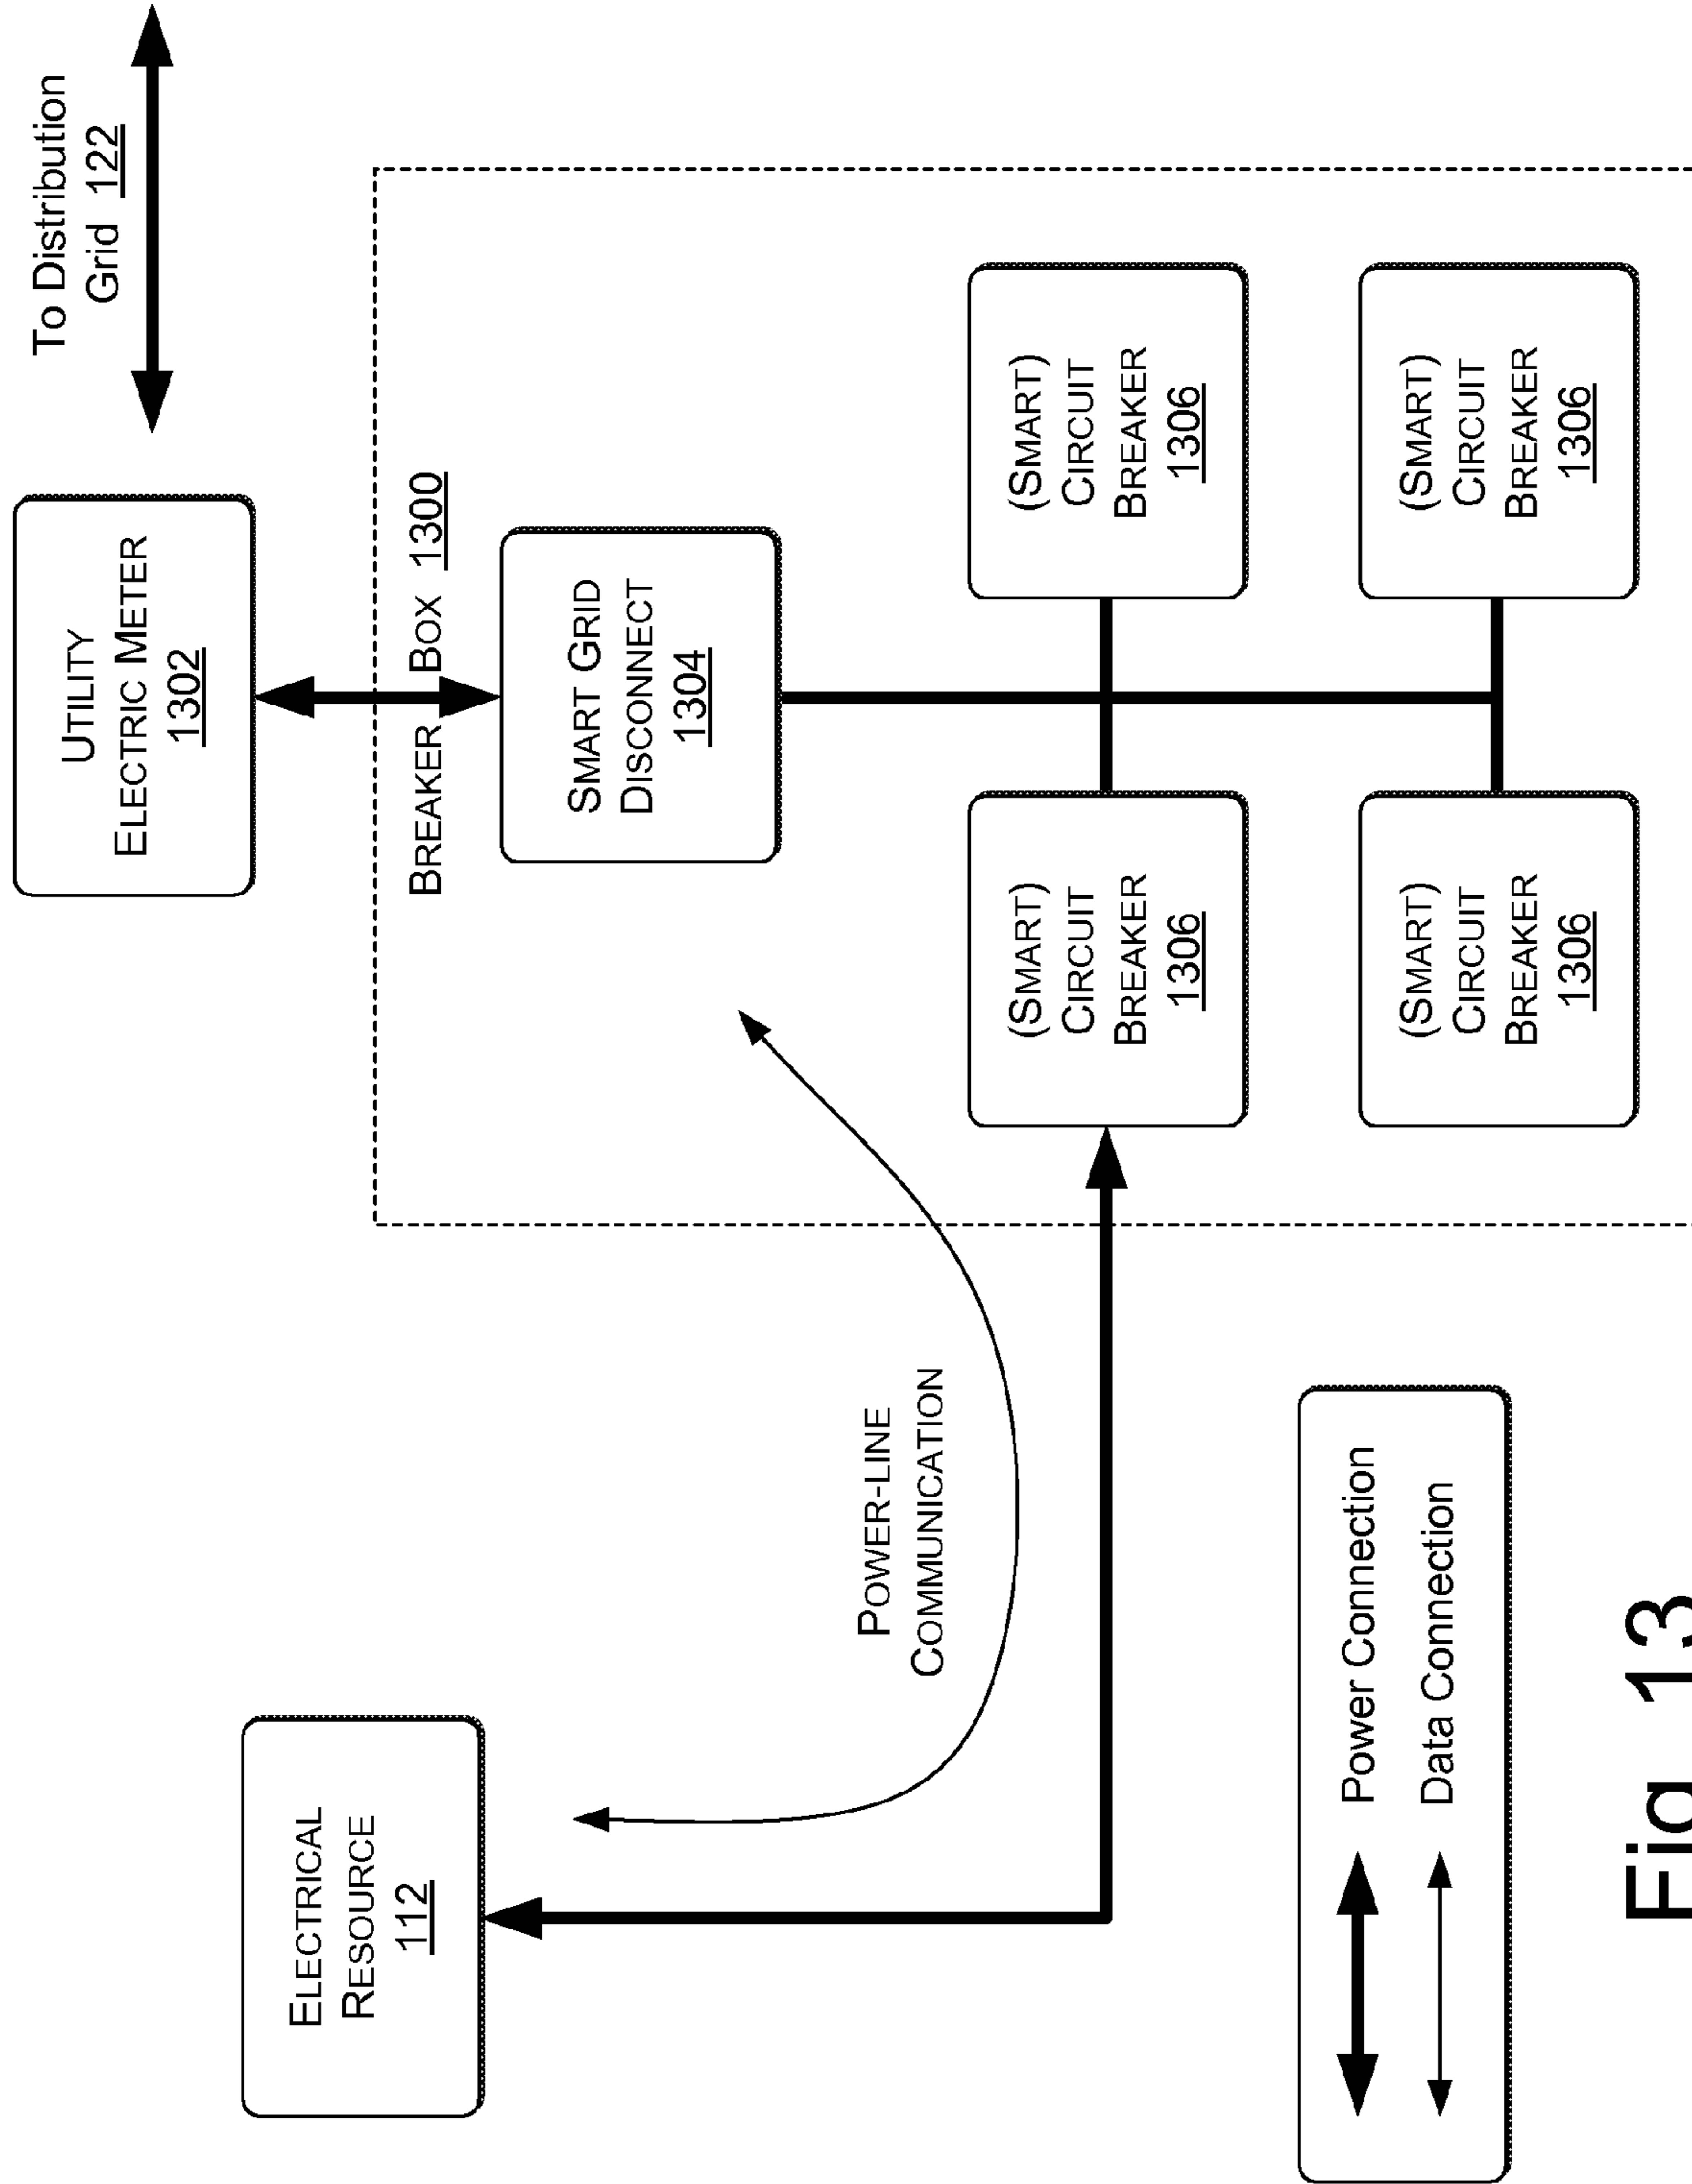 To Distribution
Grid 122
UTILITY
ELECTRIC METER
1302
BREAKER BOX 1300
SMART GRID
DISCONNECT
1304
ELECTRICAL
RESOURCE
112
POWER-LINE
COMMUNICATION
(SMART)
CIRCUIT
BREAKER
1306
(SMART)
CIRCUIT
BREAKER
1306
(SMART)
CIRCUIT
BREAKER
1306
(SMART)
CIRCUIT
BREAKER
1306
Power Connection
Data Connection
Fig. 13